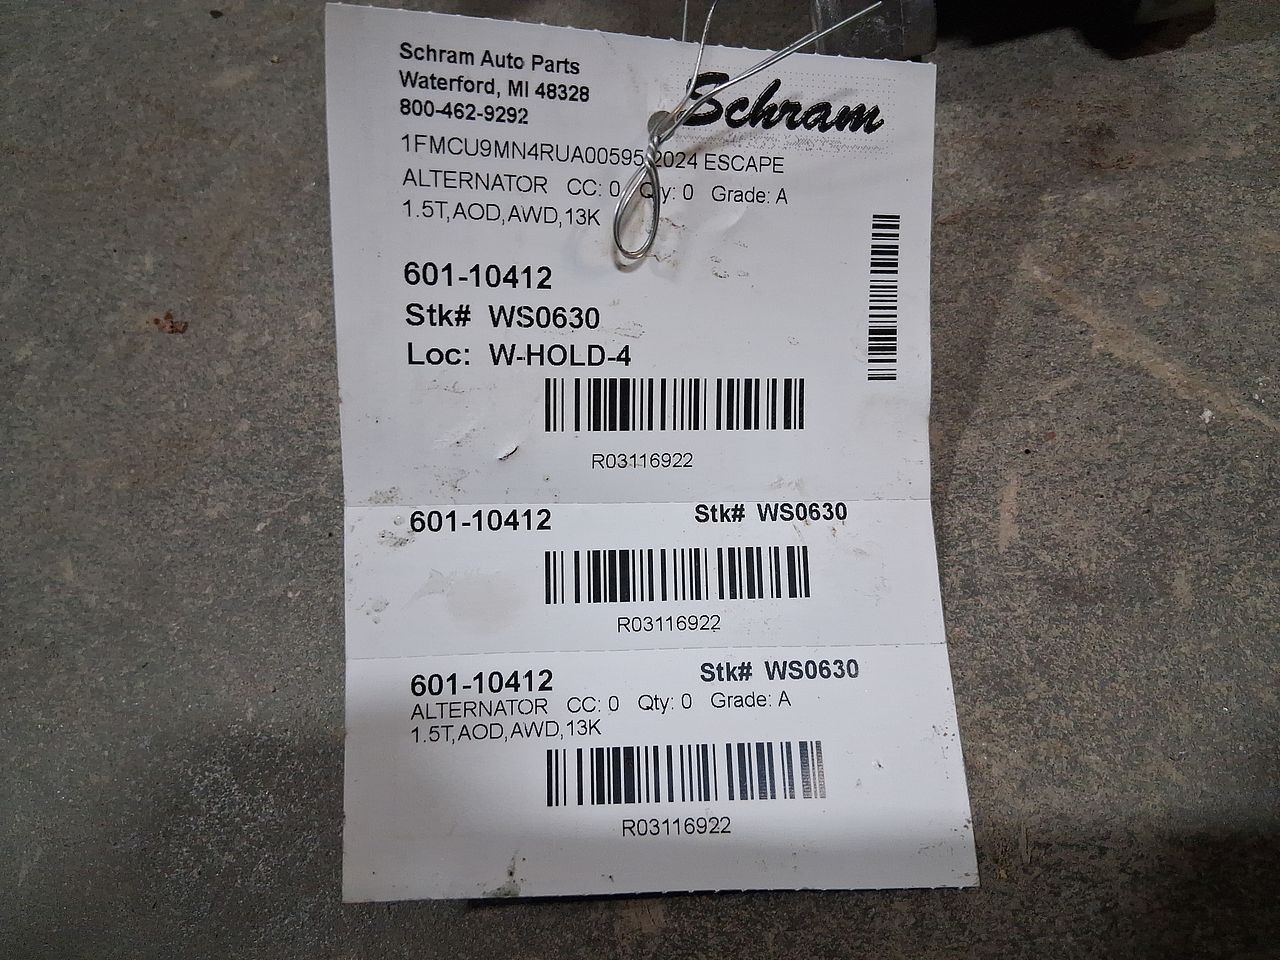 Schram Auto Parts
Waterford, MI 48328
800-462-9292
Schram
1FMCU9MN4RUA00595 2024 ESCAPE
ALTERNATOR CC: 0 Qty: 0 Grade: A
1.5T,AOD,AWD,13K
601-10412
Stk# WS0630
Loc: W-HOLD-4
R03116922
601-10412 Stk# WS0630
R03116922
601-10412 Stk# WS0630
ALTERNATOR CC: 0 Qty: 0 Grade: A
1.5T,AOD,AWD,13K
R03116922